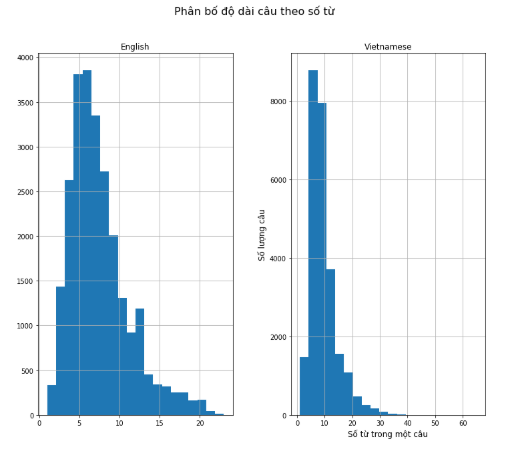 Phân bố độ dài câu theo số từ
English
4000
3500
3000
2500
2000
1500
1000
500
0
0 5 10 15 20
Vietnamese
Số lượng câu
8000
6000
4000
2000
0
0 10 20 30 40 50 60
Số từ trong một câu